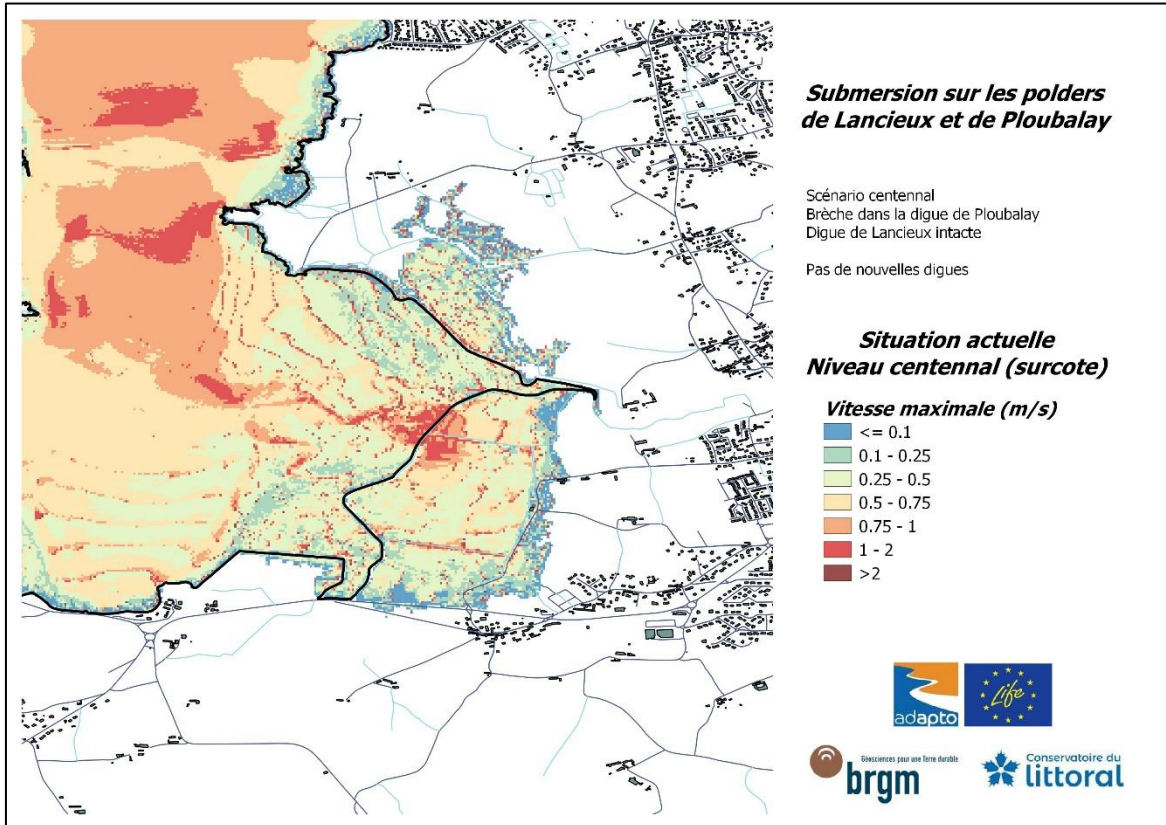 Submersion sur les polders
de Lancieux et de Ploubalay
Scénario centennal
Brèche dans la digue de Ploubalay
Digue de Lancieux intacte
Pas de nouvelles digues
Situation actuelle
Niveau centennal (surcote)
Vitesse maximale (m/s)
<= 0.1
0.1 - 0.25
0.25 - 0.5
0.5 - 0.75
0.75 - 1
1 - 2
>2
adapto
Life
Géosciences pour une Terre durable
brgm
Conservatoire du
littoral